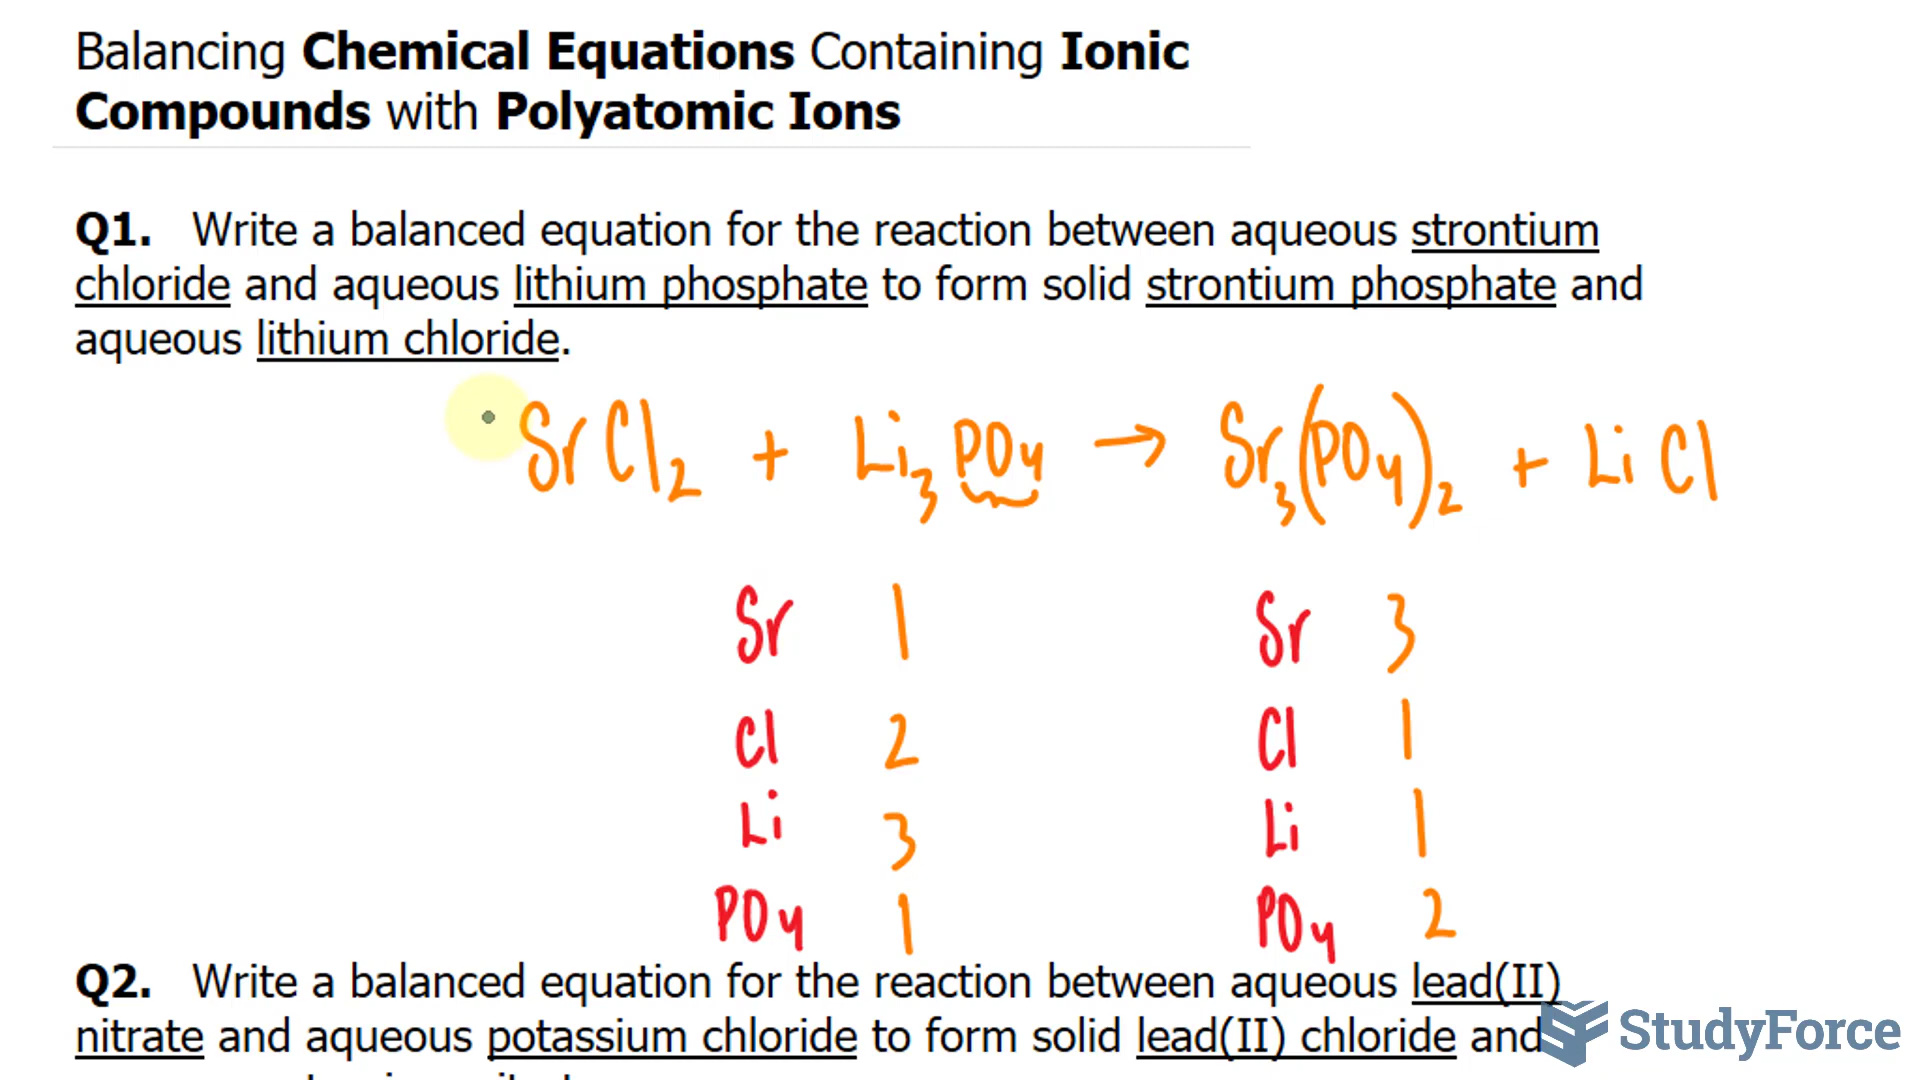 Balancing Chemical Equations Containing Ionic
Compounds with Polyatomic Ions
Q1. Write a balanced equation for the reaction between aqueous strontium
chloride and aqueous lithium phosphate to form solid strontium phosphate and
aqueous lithium chloride.
SrCl₂ + Li₃PO₄ → Sr₃(PO₄)₂ + LiCl
Sr 1 Sr 3
Cl 2 Cl 1
Li 3 Li 1
PO₄ 1 PO₄ 2
Q2. Write a balanced equation for the reaction between aqueous lead(II)
nitrate and aqueous potassium chloride to form solid lead(II) chloride and
StudyForce